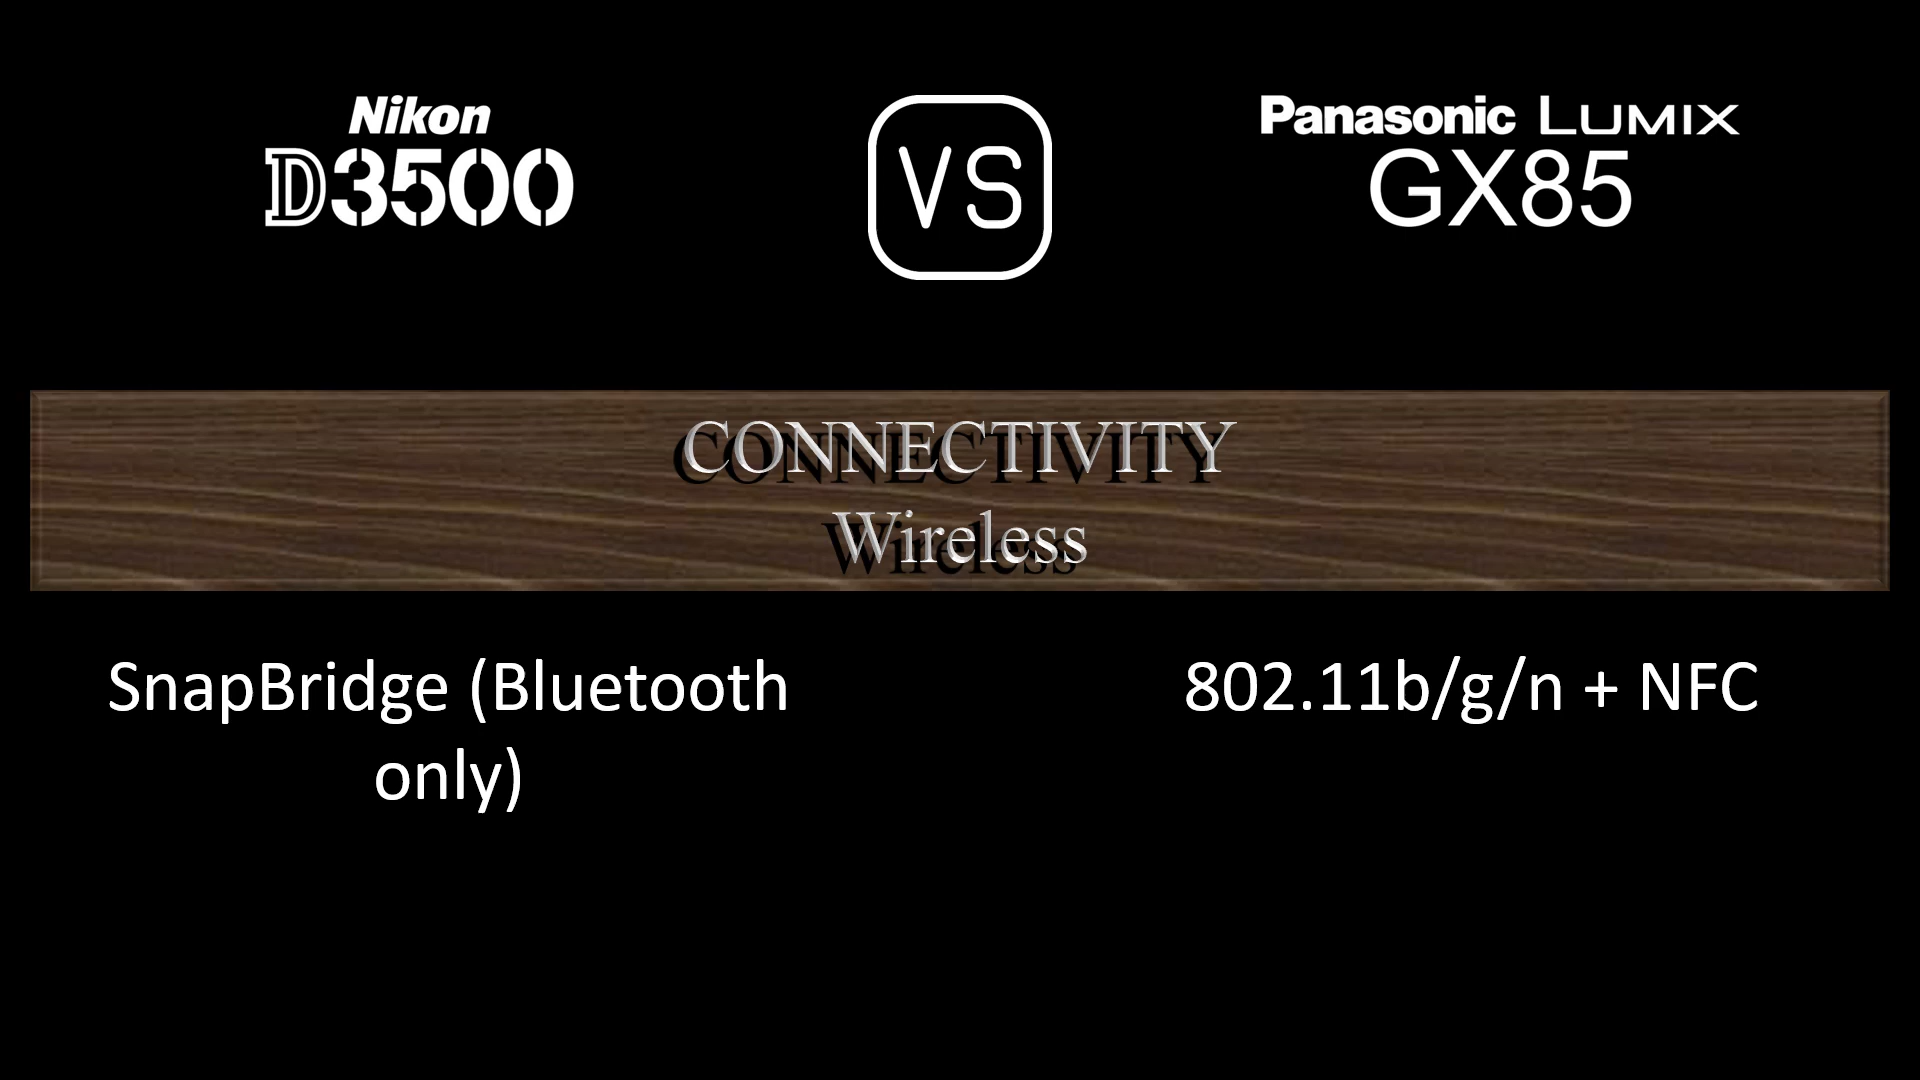 Nikon
D3500
VS
Panasonic LUMIX
GX85
CONNECTIVITY
Wireless
SnapBridge (Bluetooth
only)
802.11b/g/n + NFC